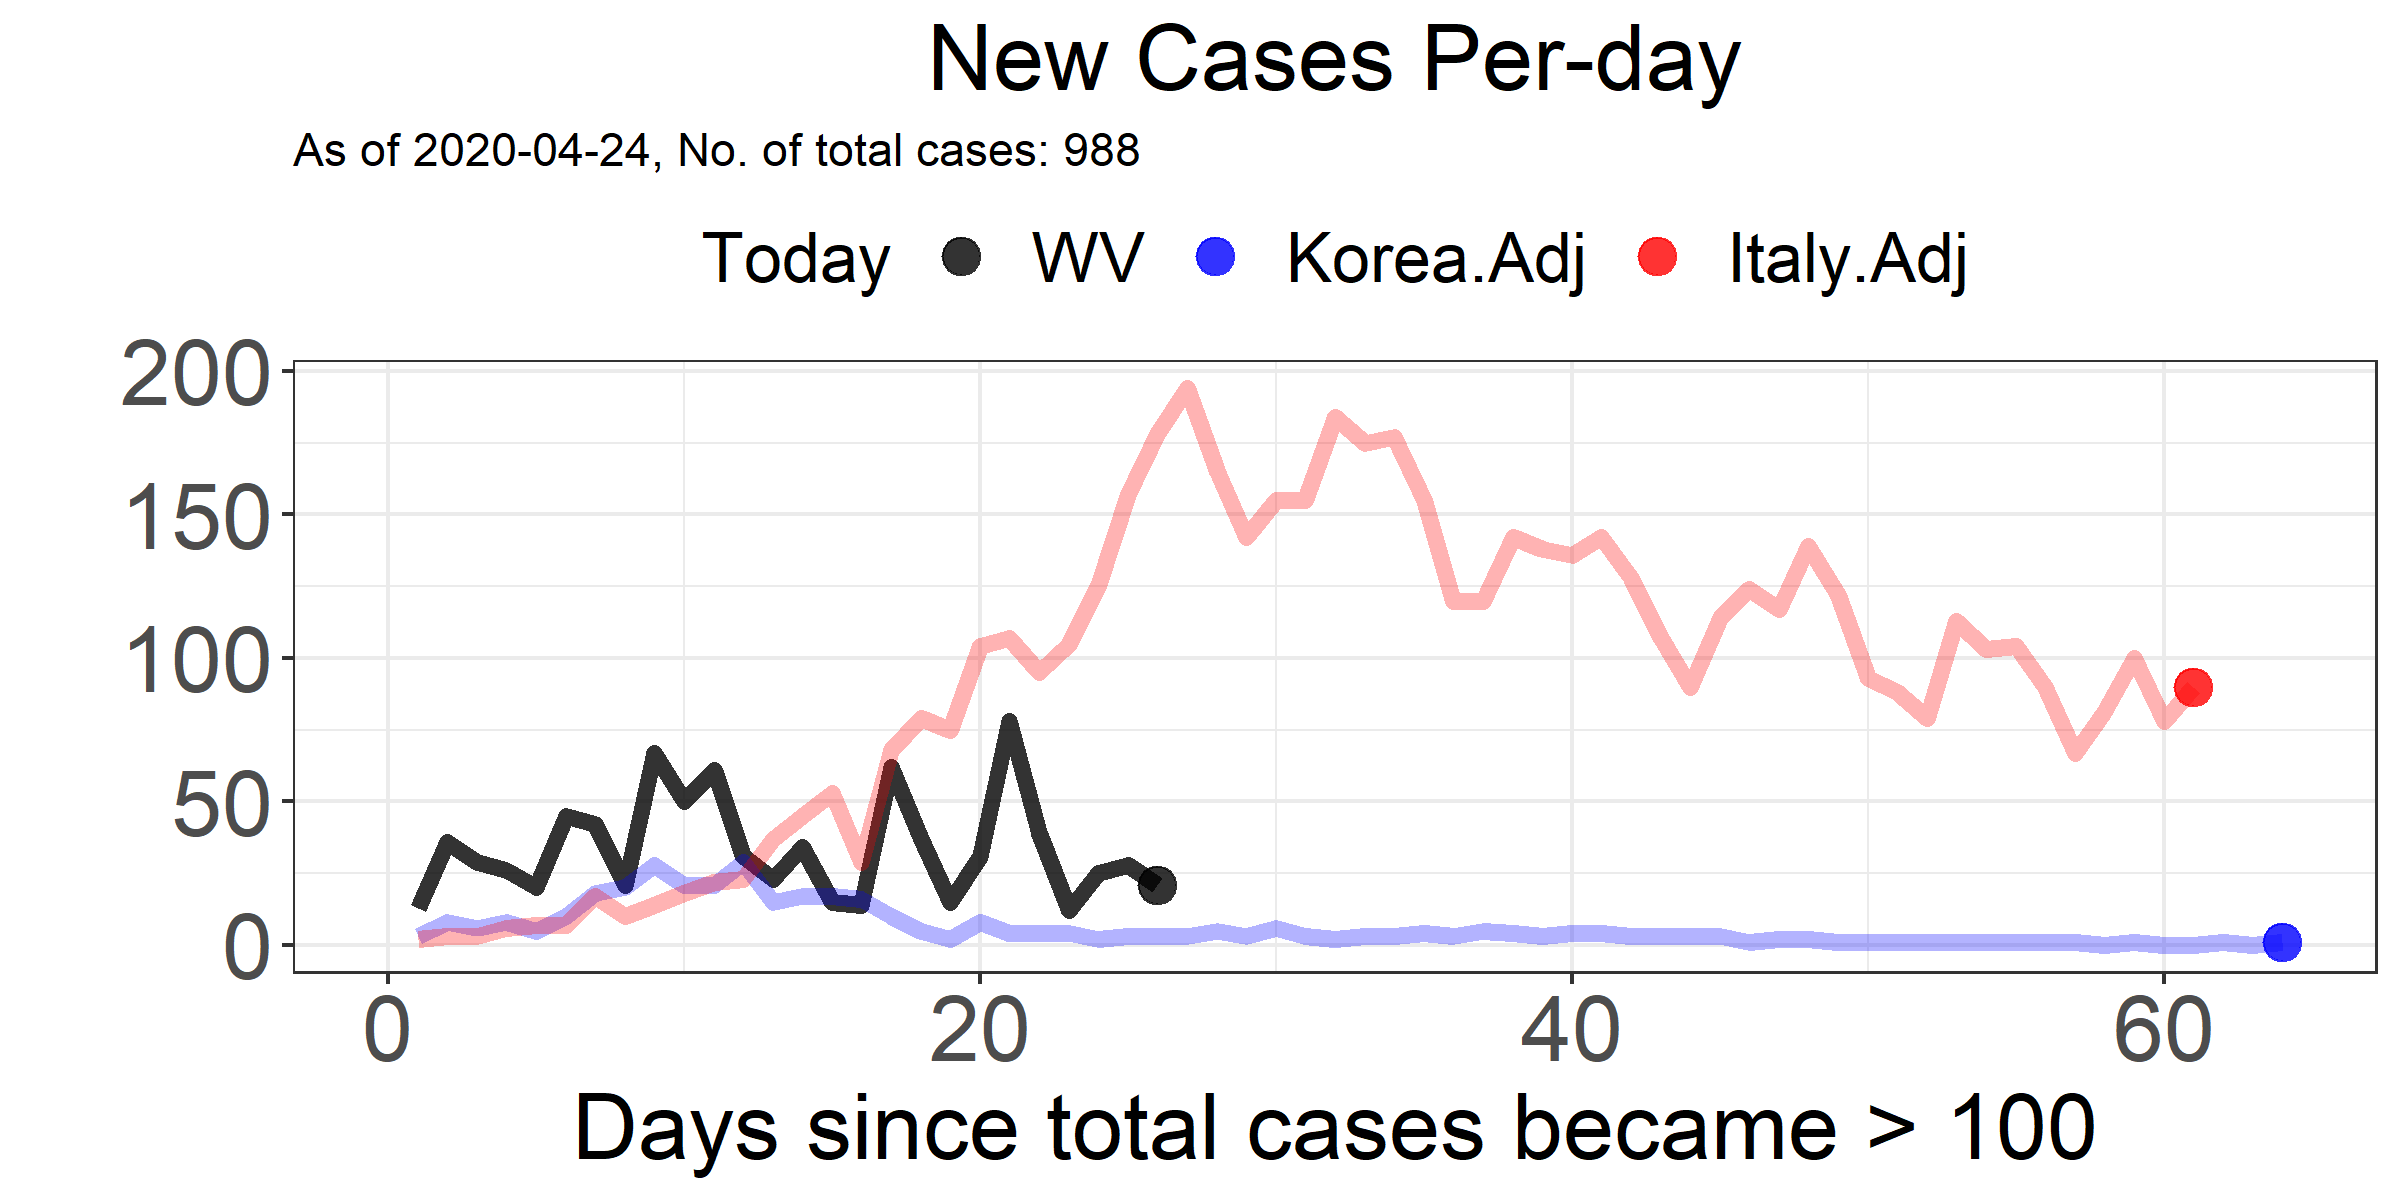 New Cases Per-day
As of 2020-04-24, No. of total cases: 988
Today WV Korea.Adj Italy.Adj
200
150
100
50
0
0 20 40 60
Days since total cases became > 100